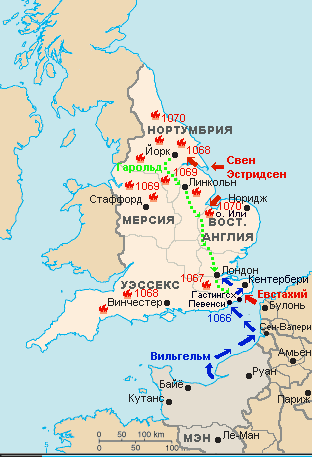 1070
НОРТУМБРИЯ
1068
Йорк
Гарольд
Свен
Эстридсен
1069
1069
Линкольн
Стаффорд
Норидж
1070
о. Или
МЕРСИЯ
ВОСТ.
АНГЛИЯ
Лондон
Кентербери
УЭССЕКС
1067
1068
Гастингс
Евстахий
Винчестер
Певенси
Булонь
1066
Сен-Валери
Вильгельм
Амьен
Руан
Байё
Париж
Кутанс
МЭН
Ле-Ман
0 50 100 km
0 50 100 м